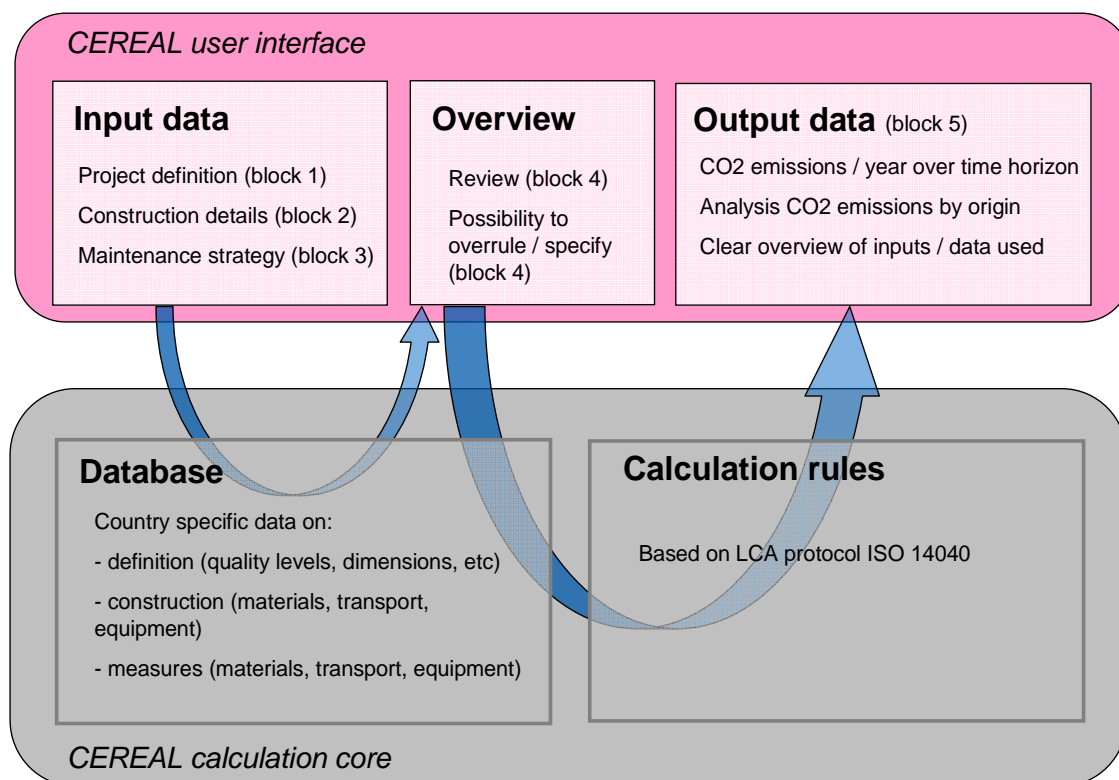 CEREAL user interface
Input data
Project definition (block 1)
Construction details (block 2)
Maintenance strategy (block 3)
Overview
Review (block 4)
Possibility to
overrule / specify
(block 4)
Output data (block 5)
CO2 emissions / year over time horizon
Analysis CO2 emissions by origin
Clear overview of inputs / data used
Database
Country specific data on:
- definition (quality levels, dimensions, etc)
- construction (materials, transport,
equipment)
- measures (materials, transport, equipment)
Calculation rules
Based on LCA protocol ISO 14040
CEREAL calculation core